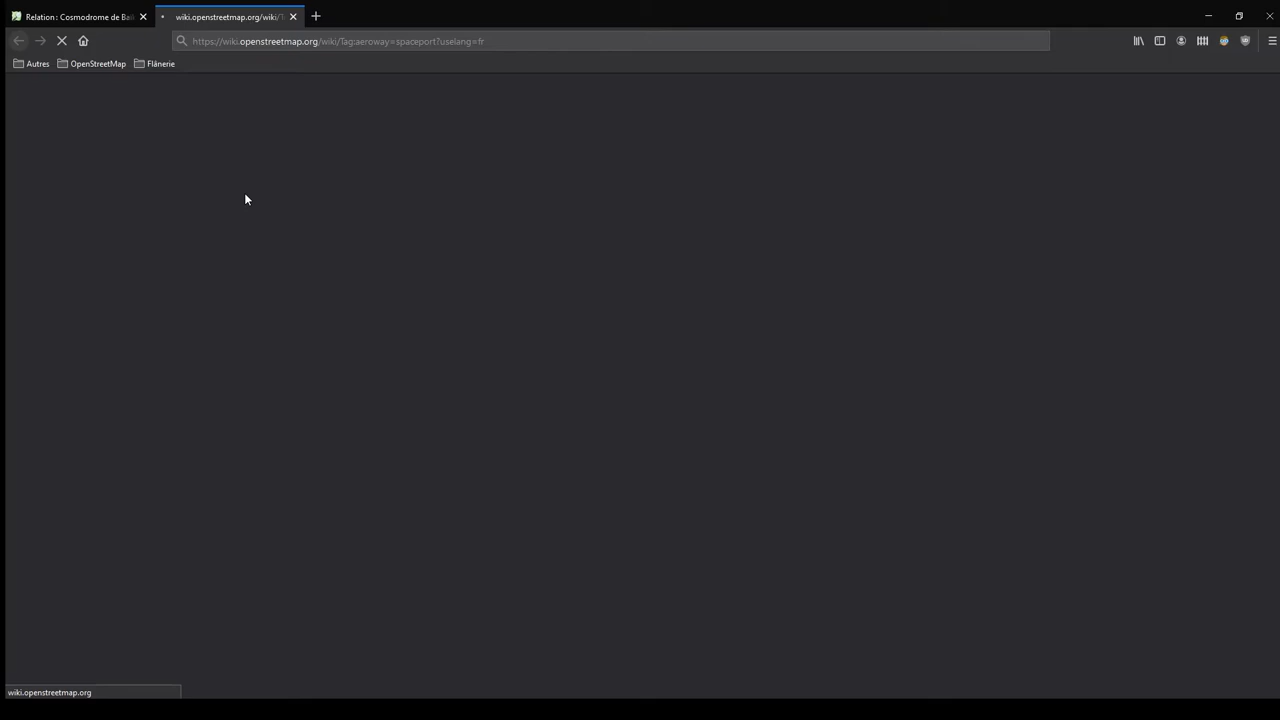 Relation : Cosmodrome de Baï
wiki.openstreetmap.org/wiki/T
https://wiki.openstreetmap.org/wiki/Tag:aeroway=spaceport?uselang=fr
Autres
OpenStreetMap
Flânerie
wiki.openstreetmap.org